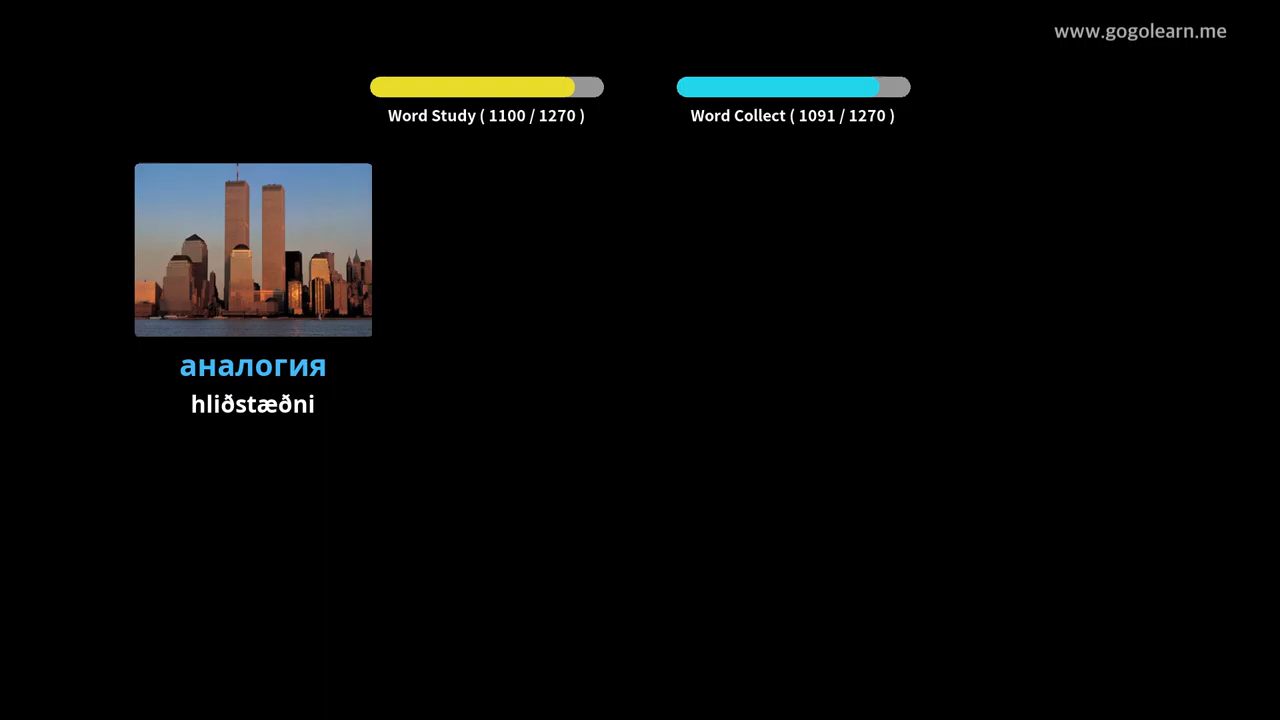 www.gogolearn.me
Word Study ( 1100 / 1270 )
Word Collect ( 1091 / 1270 )
аналогия
hliðstæðni